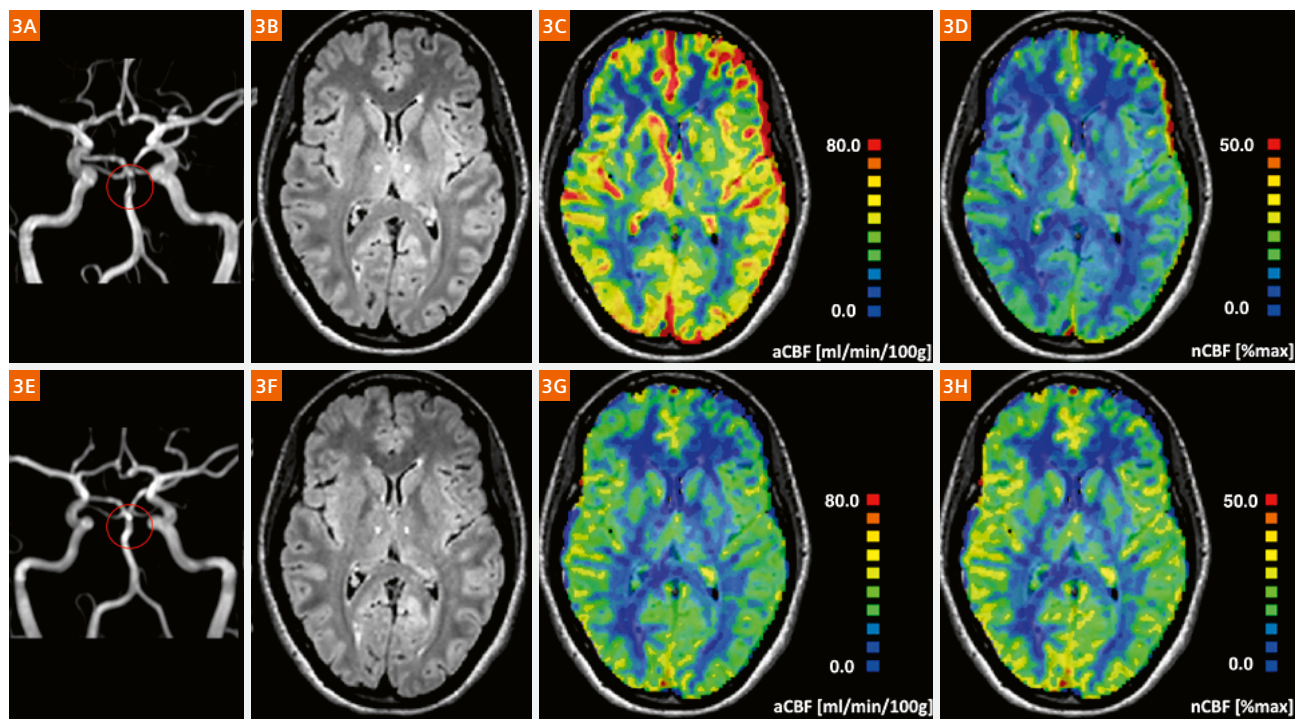 3A
3B
3C
3D
80.0
0.0
aCBF [ml/min/100g]
50.0
0.0
nCBF [%max]
3E
3F
3G
3H
80.0
0.0
aCBF [ml/min/100g]
50.0
0.0
nCBF [%max]